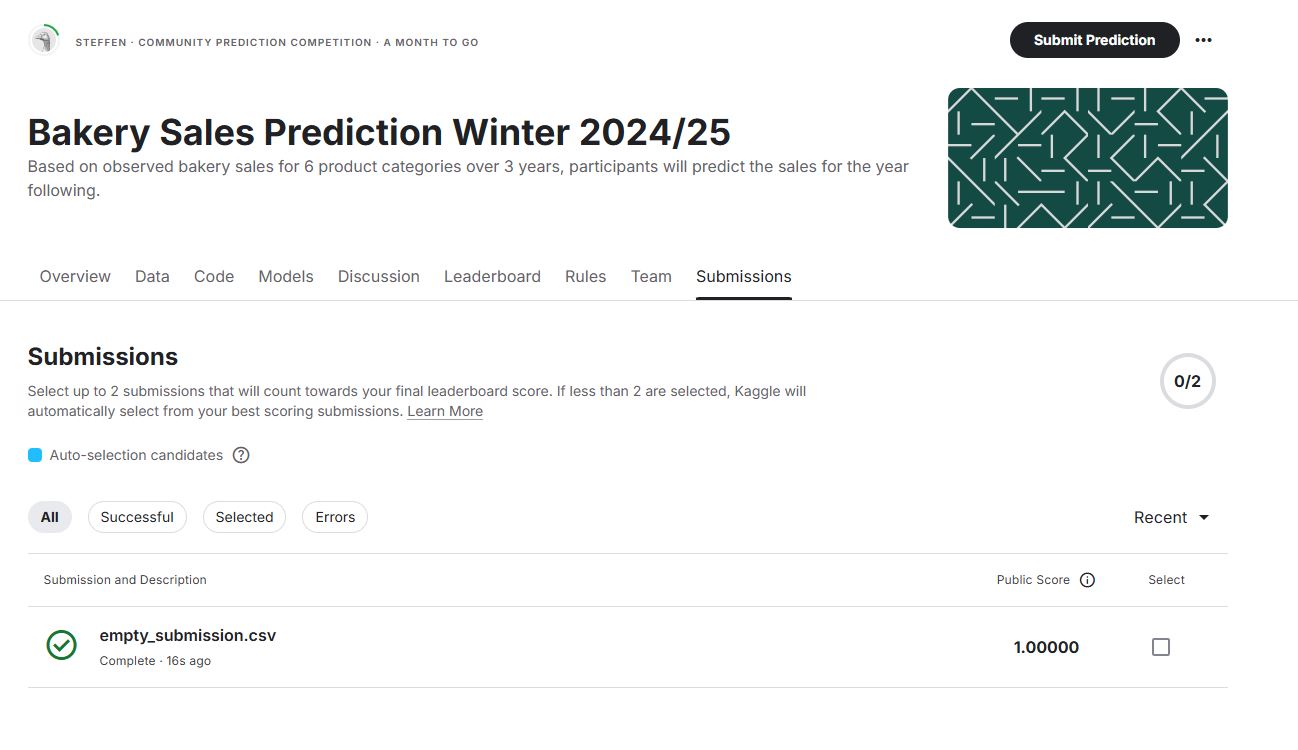 STEFFEN · COMMUNITY PREDICTION COMPETITION · A MONTH TO GO
Submit Prediction
Bakery Sales Prediction Winter 2024/25
Based on observed bakery sales for 6 product categories over 3 years, participants will predict the sales for the year
following.
Overview Data Code Models Discussion Leaderboard Rules Team Submissions
Submissions
Select up to 2 submissions that will count towards your final leaderboard score. If less than 2 are selected, Kaggle will
automatically select from your best scoring submissions. Learn More
0/2
Auto-selection candidates
All Successful Selected Errors Recent
Submission and Description Public Score Select
empty_submission.csv
Complete · 16s ago
1.00000